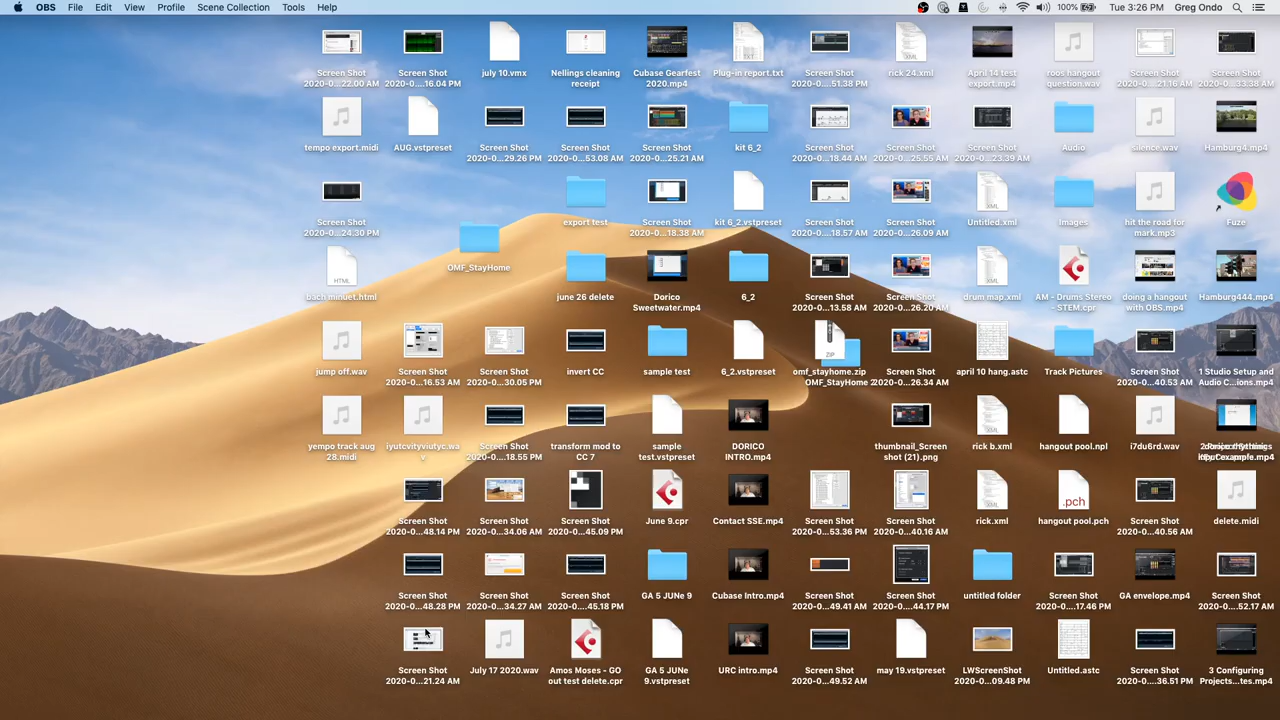 OBS File Edit View Profile Scene Collection Tools Help 100% Tue 3:26 PM Greg Ondo
Screen Shot
2020-0...22.00 AM
Screen Shot
2020-0....16.04 PM
july 10.vmx
Nellings cleaning
receipt
Cubase Gearfest
2020.mp4
Plug-in report.txt
Screen Shot
2020-0....51.38 PM
rick 24.xml
April 14 test
export.mp4
roos hangout
question.wav
Screen Shot
2020-0...21.16 AM
Screen Shot
2020-0...33.38 AM
tempo export.midi
AUG.vstpreset
Screen Shot
2020-0...29.26 PM
Screen Shot
2020-0...53.08 AM
Screen Shot
2020-0...25.21 AM
kit 6_2
Screen Shot
2020-0...18.44 AM
Screen Shot
2020-0...25.55 AM
Screen Shot
2020-0...23.39 AM
Audio
silence.wav
Hamburg4.mp4
Screen Shot
2020-0...24.30 PM
export test
Screen Shot
2020-0...18.38 AM
kit 6_2.vstpreset
Screen Shot
2020-0...18.57 AM
Screen Shot
2020-0...26.09 AM
Untitled.xml
Images
hit the road for
mark.mp3
Fuze
bach minuet.html
OMF_StayHome
june 26 delete
Dorico
Sweetwater.mp4
6_2
Screen Shot
2020-0...13.58 AM
Screen Shot
2020-0...26.20 AM
drum map.xml
AM - Drums Stereo
- STEM.cpr
doing a hangout
with OBS.mp4
Hamburg444.mp4
jump off.wav
Screen Shot
2020-0...16.53 AM
Screen Shot
2020-0...30.05 PM
invert CC
sample test
6_2.vstpreset
omf_stayhome.zip
OMF_StayHome 2
Screen Shot
2020-0...26.34 AM
april 10 hang.astc
Track Pictures
Screen Shot
2020-0...40.53 AM
1 Studio Setup and
Audio C...ions.mp4
yempo track aug
28.midi
iyutcvityviutyc.wa
v
Screen Shot
2020-0....18.55 PM
transform mod to
CC 7
sample
test.vstpreset
DORICO
INTRO.mp4
thumbnail_Screen
shot (21).png
rick b.xml
hangout pool.npl
i7du6rd.wav
Screen Shot
2020-0...48.14 PM
Screen Shot
2020-0...34.06 AM
Screen Shot
2020-0...45.09 PM
June 9.cpr
Contact SSE.mp4
Screen Shot
2020-0...53.36 PM
Screen Shot
2020-0...40.16 AM
rick.xml
hangout pool.pch
Screen Shot
2020-0...40.56 AM
delete.midi
Screen Shot
2020-0...48.28 PM
Screen Shot
2020-0...34.27 AM
Screen Shot
2020-0....45.18 PM
GA 5 JUNe 9
Cubase Intro.mp4
Screen Shot
2020-0...49.41 AM
Screen Shot
2020-0....44.17 PM
untitled folder
Screen Shot
2020-0....17.46 PM
GA envelope.mp4
Screen Shot
2020-0...52.17 AM
Screen Shot
2020-0...21.24 AM
July 17 2020.wav
Amos Moses - GO
out test delete.cpr
GA 5 JUNe
9.vstpreset
URC intro.mp4
Screen Shot
2020-0...49.52 AM
may 19.vstpreset
LWScreenShot
2020-0...09.48 PM
Untitled.astc
Screen Shot
2020-0...36.51 PM
3 Configuring
Projects...tes.mp4